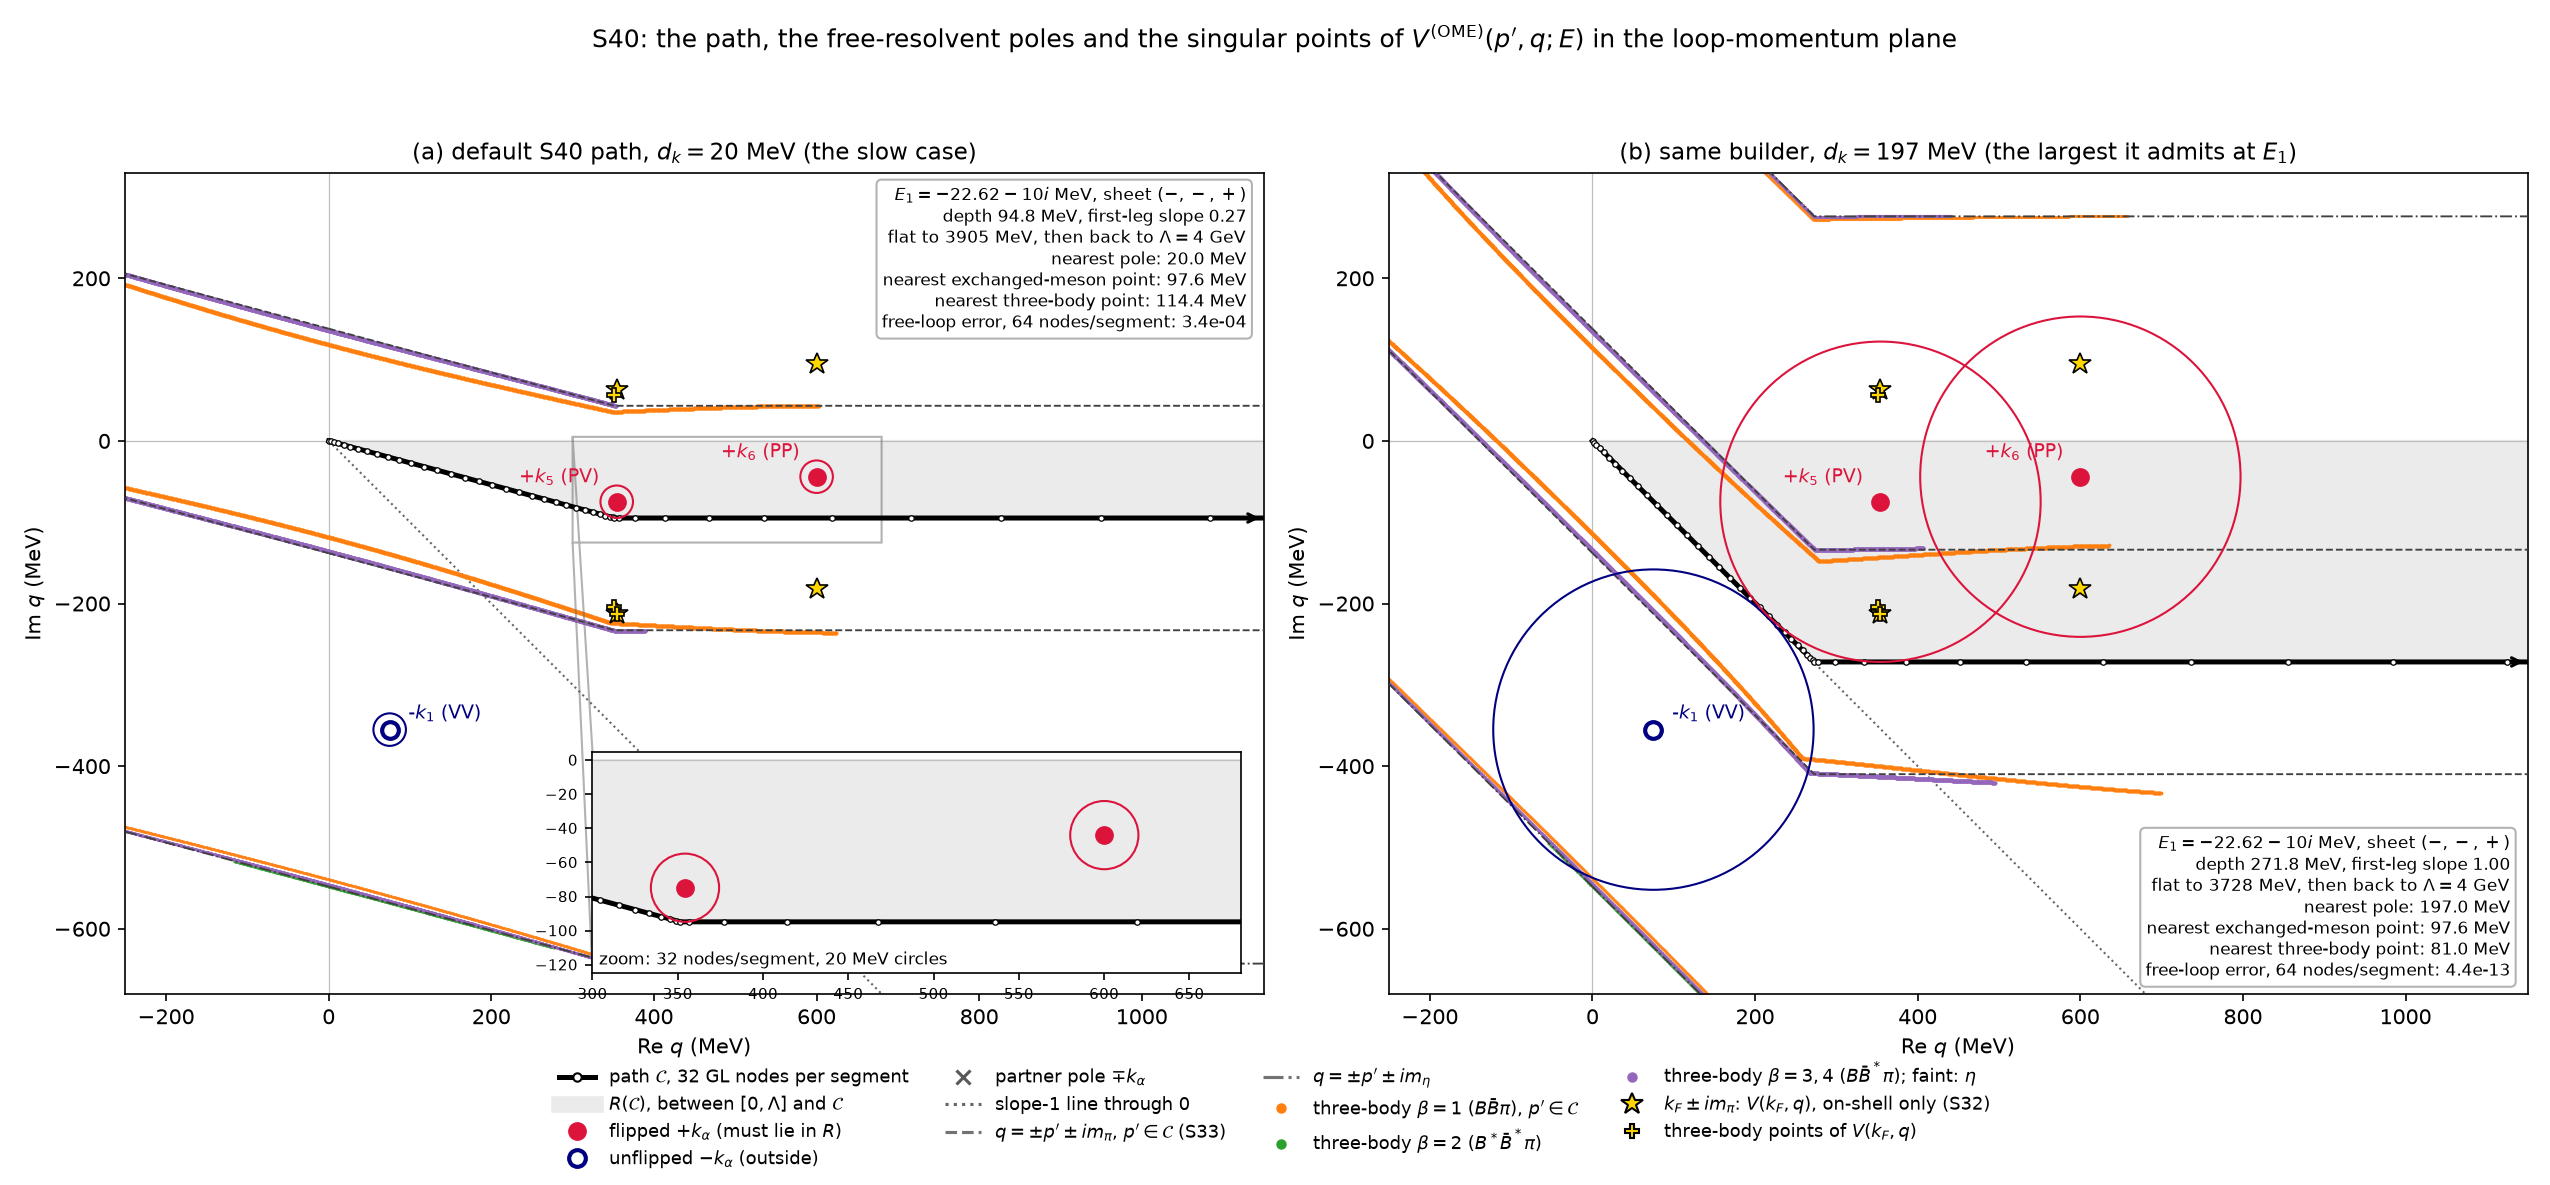 S40: the path, the free-resolvent poles and the singular points of V^(OME)(p′, q; E) in the loop-momentum plane
(a) default S40 path, d_k = 20 MeV (the slow case)
E₁ = −22.62 − 10i MeV, sheet (−, −, +)
depth 94.8 MeV, first-leg slope 0.27
flat to 3905 MeV, then back to Λ = 4 GeV
nearest pole: 20.0 MeV
nearest exchanged-meson point: 97.6 MeV
nearest three-body point: 114.4 MeV
free-loop error, 64 nodes/segment: 3.4e-04
+k₅ (PV)
+k₆ (PP)
-k₁ (VV)
Im q (MeV)
200
0
−200
−400
−600
0
−20
−40
−60
−80
−100
−120
zoom: 32 nodes/segment, 20 MeV circles
300 350 400 450 500 550 600 650
−200 0 200 400 600 800 1000
Re q (MeV)
(b) same builder, d_k = 197 MeV (the largest it admits at E₁)
+k₅ (PV)
+k₆ (PP)
-k₁ (VV)
Im q (MeV)
200
0
−200
−400
−600
E₁ = −22.62 − 10i MeV, sheet (−, −, +)
depth 271.8 MeV, first-leg slope 1.00
flat to 3728 MeV, then back to Λ = 4 GeV
nearest pole: 197.0 MeV
nearest exchanged-meson point: 97.6 MeV
nearest three-body point: 81.0 MeV
free-loop error, 64 nodes/segment: 4.4e-13
−200 0 200 400 600 800 1000
Re q (MeV)
path 𝒞, 32 GL nodes per segment
R(𝒞), between [0, Λ] and 𝒞
flipped +k_α (must lie in R)
unflipped −k_α (outside)
partner pole ∓k_α
slope-1 line through 0
q = ±p′ ± im_π, p′ ∈ 𝒞 (S33)
q = ±p′ ± im_η
three-body β = 1 (BB̄π), p′ ∈ 𝒞
three-body β = 2 (B*B̄*π)
three-body β = 3, 4 (BB̄*π); faint: η
k_F ± im_π: V(k_F, q), on-shell only (S32)
three-body points of V(k_F, q)